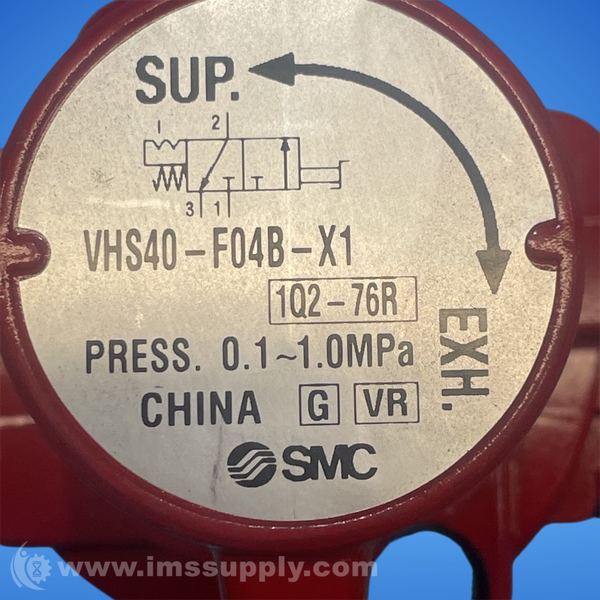 SUP.
1 2
3 1
VHS40-F04B-X1
1Q2-76R
PRESS. 0.1~1.0MPa
EXH.
CHINA G VR
SMC
www.imssupply.com